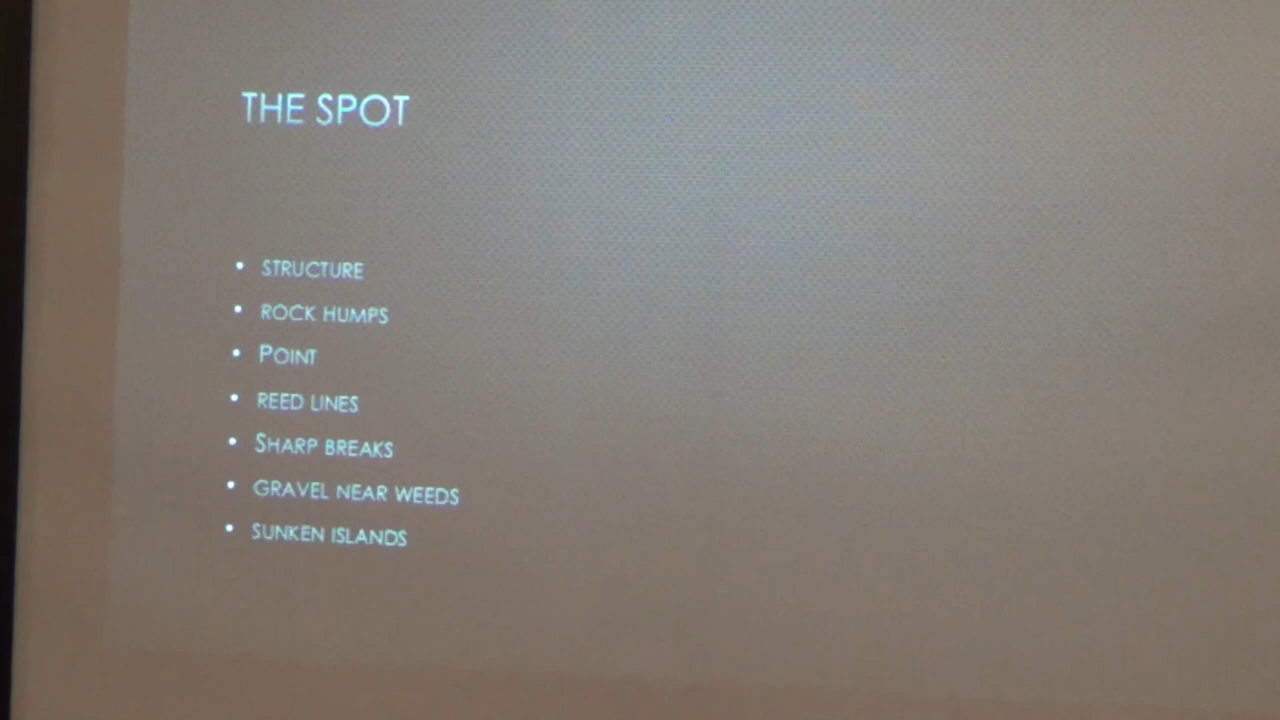 THE SPOT
• STRUCTURE
• ROCK HUMPS
• POINT
• REED LINES
• SHARP BREAKS
• GRAVEL NEAR WEEDS
• SUNKEN ISLANDS